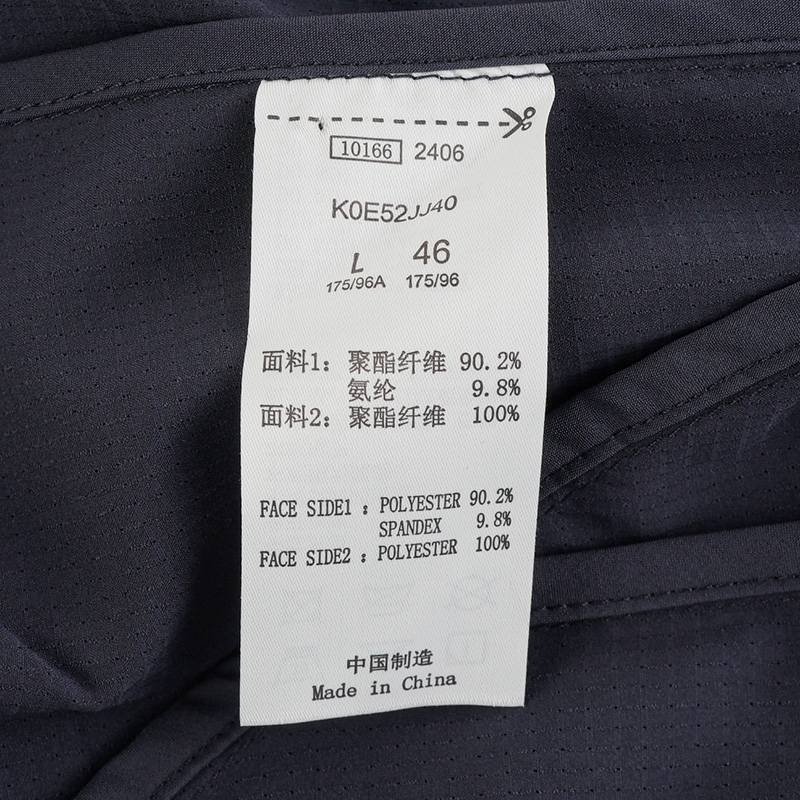 10166 2406
K0E52JJ40
L 46
175/96A 175/96
面料1: 聚酯纤维 90.2%
氨纶 9.8%
面料2: 聚酯纤维 100%
FACE SIDE1 : POLYESTER 90.2%
SPANDEX 9.8%
FACE SIDE2 : POLYESTER 100%
中国制造
Made in China